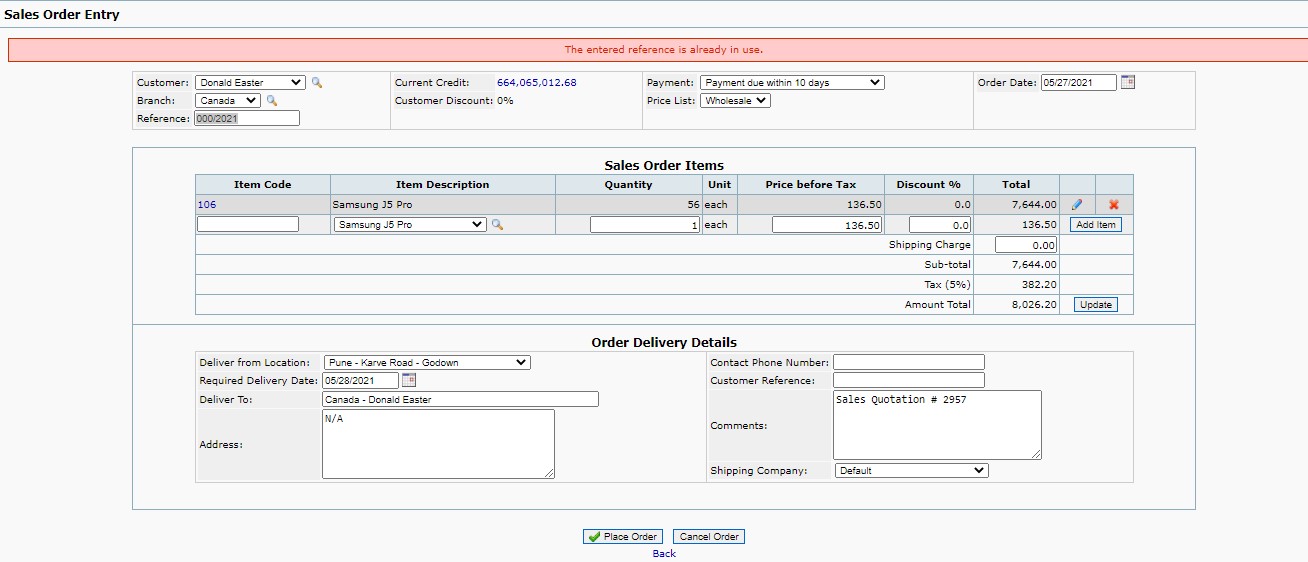 Sales Order Entry
The entered reference is already in use.
Customer: Donald Easter Current Credit: 664,065,012.68 Payment: Payment due within 10 days Order Date: 05/27/2021
Branch: Canada Customer Discount: 0% Price List: Wholesale
Reference: 000/2021
Sales Order Items
Item Code Item Description Quantity Unit Price before Tax Discount % Total
106 Samsung J5 Pro 56 each 136.50 0.0 7,644.00
Samsung J5 Pro 1 each 136.50 0.0 136.50 Add Item
Shipping Charge 0.00
Sub-total 7,644.00
Tax (5%) 382.20
Amount Total 8,026.20 Update
Order Delivery Details
Deliver from Location: Pune - Karve Road - Godown Contact Phone Number:
Required Delivery Date: 05/28/2021 Customer Reference:
Deliver To: Canada - Donald Easter Sales Quotation # 2957
N/A
Comments:
Address:
Shipping Company: Default
Place Order Cancel Order
Back